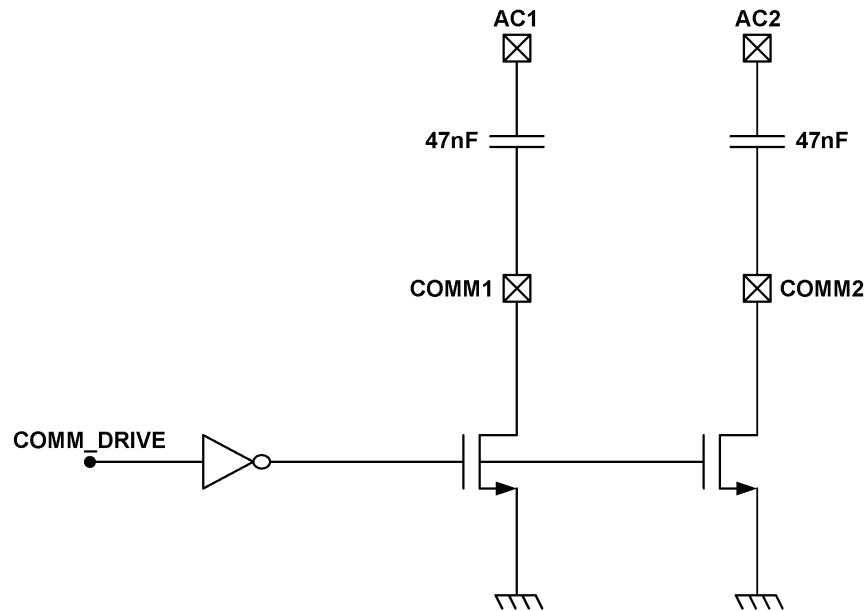 AC1
AC2
47nF
47nF
COMM1
COMM2
COMM_DRIVE